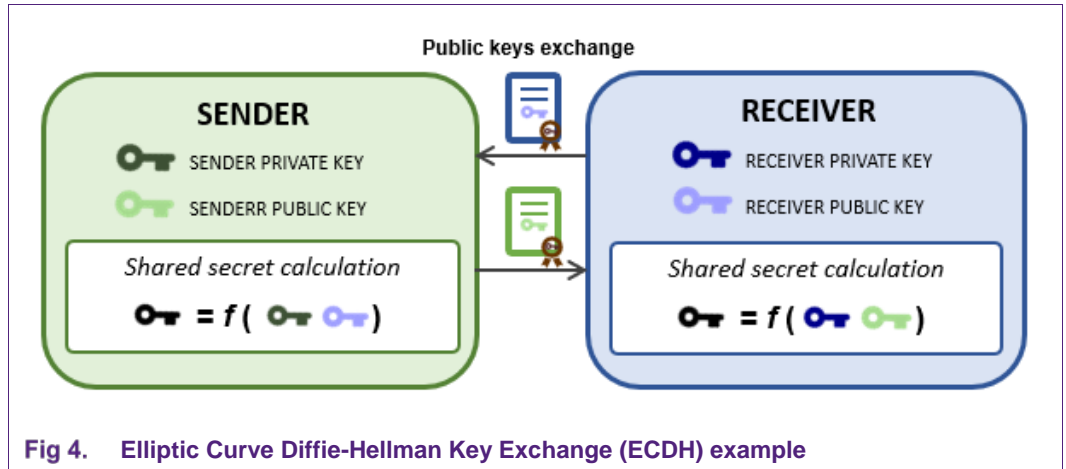 Public keys exchange
SENDER
SENDER PRIVATE KEY
SENDERR PUBLIC KEY
Shared secret calculation
= f ( )
RECEIVER
RECEIVER PRIVATE KEY
RECEIVER PUBLIC KEY
Shared secret calculation
= f ( )
Fig 4. Elliptic Curve Diffie-Hellman Key Exchange (ECDH) example